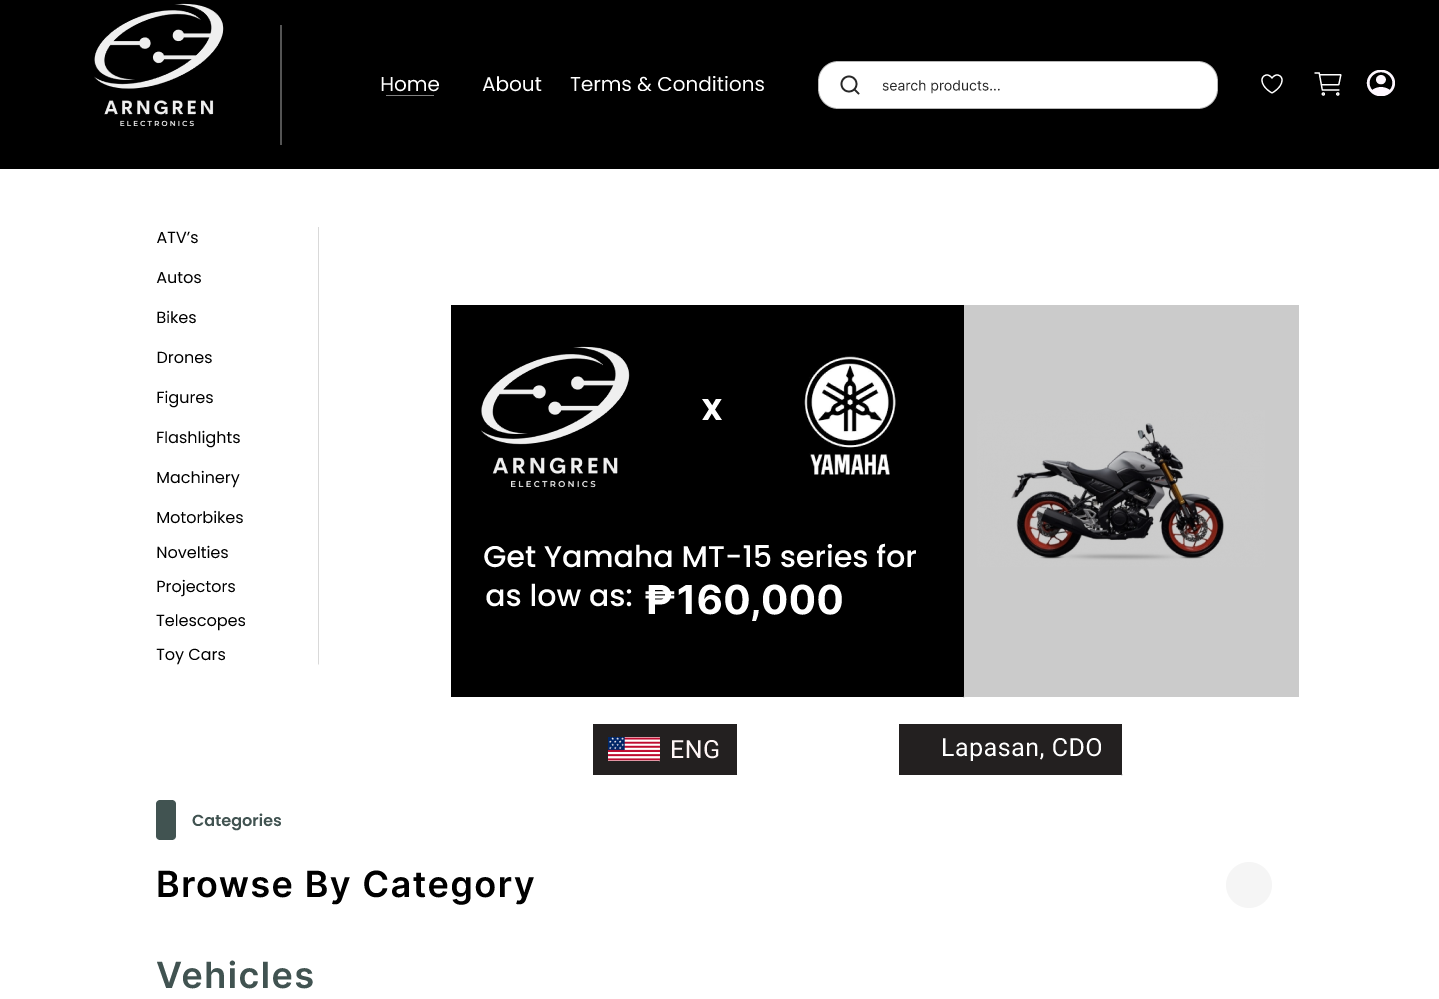 ARNGREN
ELECTRONICS
Home
About
Terms & Conditions
search products...
ATV's
Autos
Bikes
Drones
Figures
Flashlights
Machinery
Motorbikes
Novelties
Projectors
Telescopes
Toy Cars
ARNGREN
ELECTRONICS
x
YAMAHA
Get Yamaha MT-15 series for
as low as: ₱160,000
ENG
Lapasan, CDO
Categories
Browse By Category
Vehicles